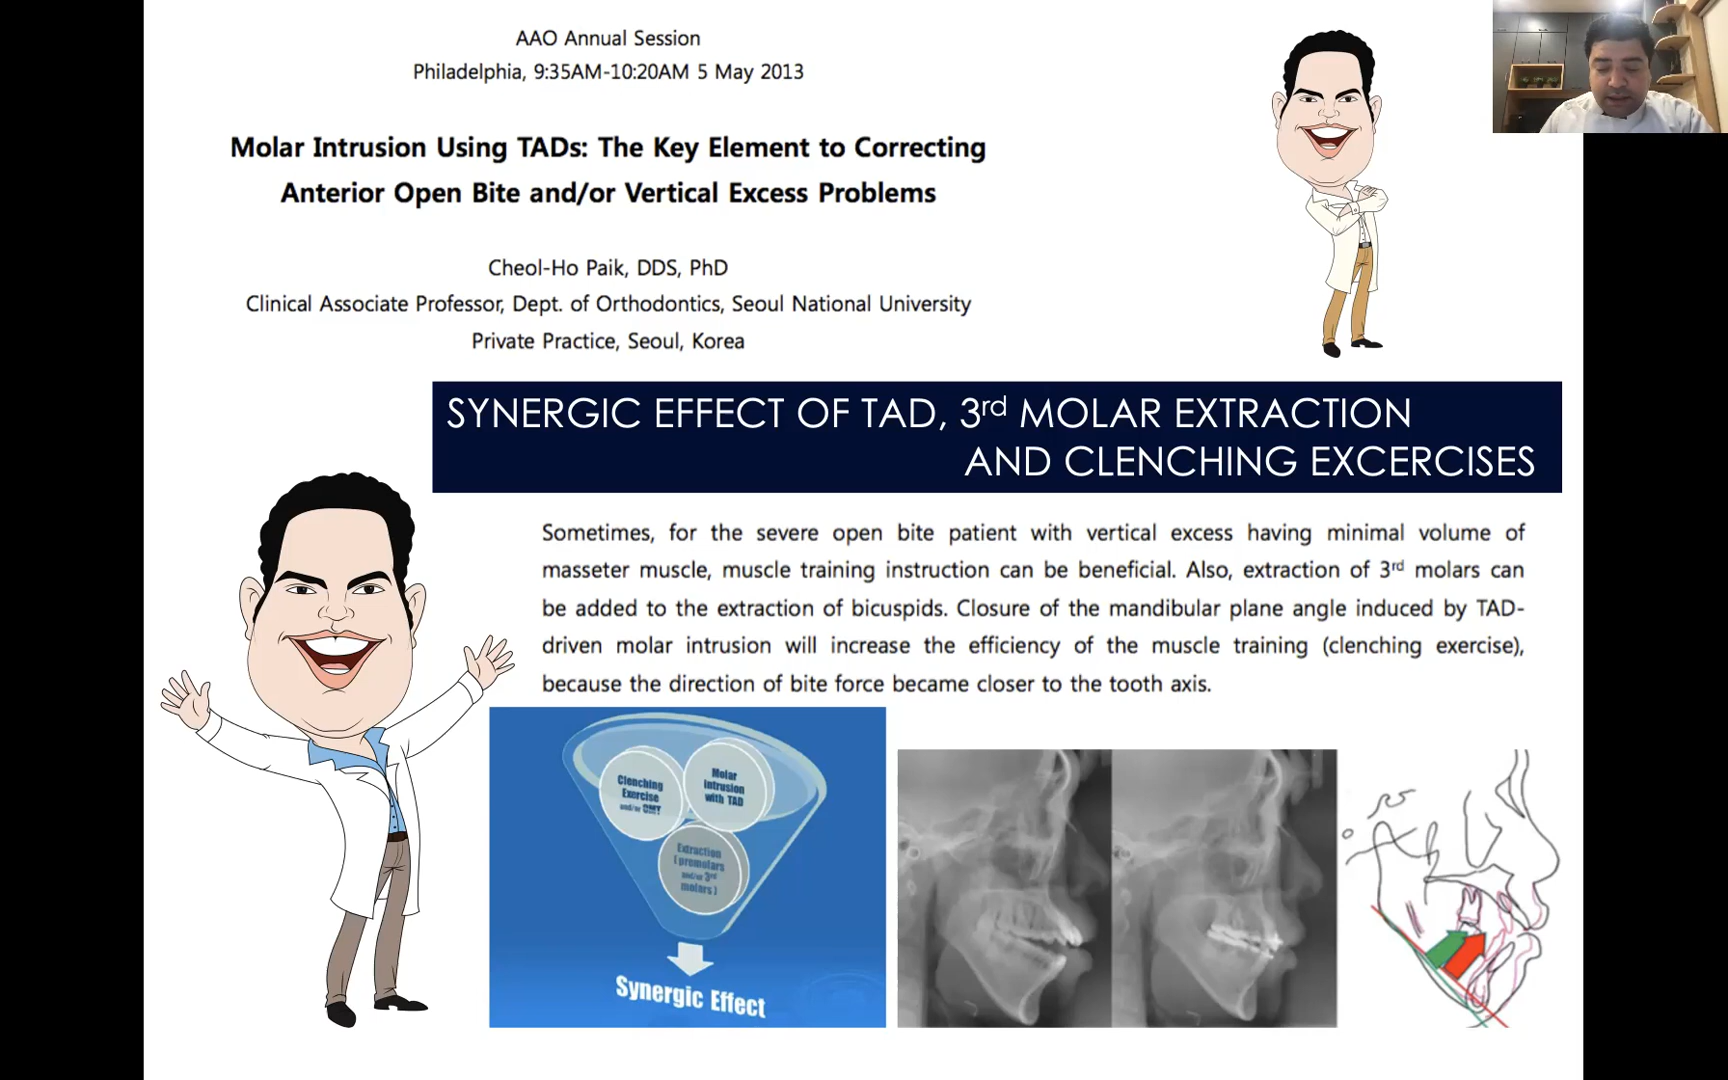 AAO Annual Session
Philadelphia, 9:35AM-10:20AM 5 May 2013
Molar Intrusion Using TADs: The Key Element to Correcting
Anterior Open Bite and/or Vertical Excess Problems
Cheol-Ho Paik, DDS, PhD
Clinical Associate Professor, Dept. of Orthodontics, Seoul National University
Private Practice, Seoul, Korea
SYNERGIC EFFECT OF TAD, 3rd MOLAR EXTRACTION
AND CLENCHING EXCERCISES
Sometimes, for the severe open bite patient with vertical excess having minimal volume of
masseter muscle, muscle training instruction can be beneficial. Also, extraction of 3rd molars can
be added to the extraction of bicuspids. Closure of the mandibular plane angle induced by TAD-
driven molar intrusion will increase the efficiency of the muscle training (clenching exercise),
because the direction of bite force became closer to the tooth axis.
Clenching
Exercise
and/or OMT
Molar
Intrusion
with TAD
Extraction
(premolars
and/or 3rd
molars)
Synergic Effect